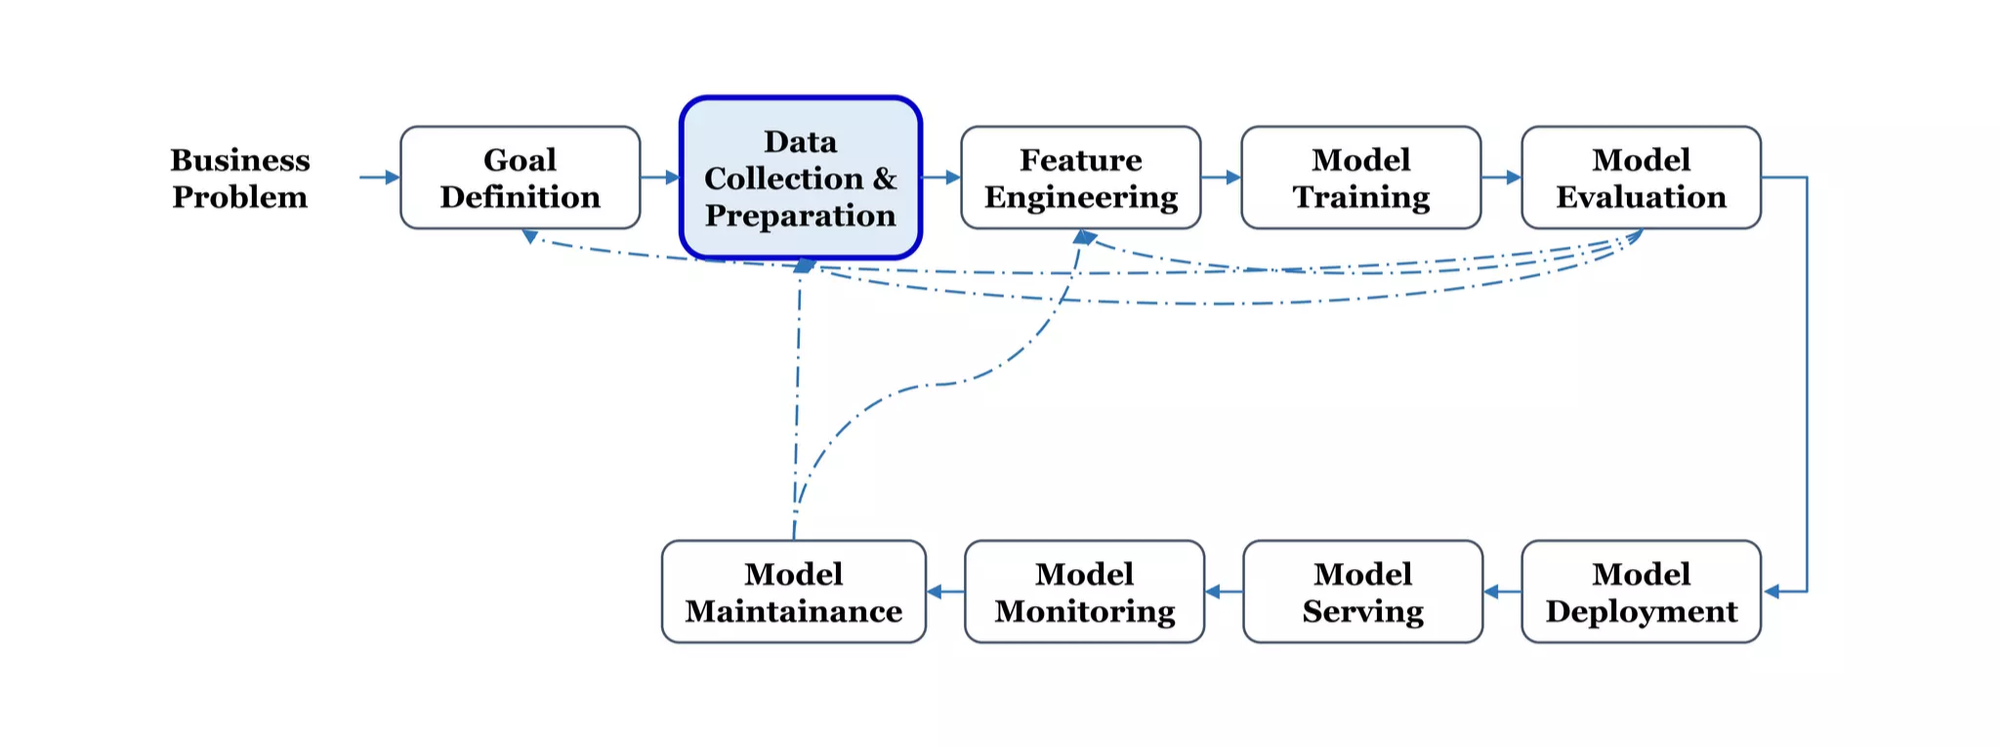 Business
Problem
Goal
Definition
Data
Collection &
Preparation
Feature
Engineering
Model
Training
Model
Evaluation
Model
Maintainance
Model
Monitoring
Model
Serving
Model
Deployment